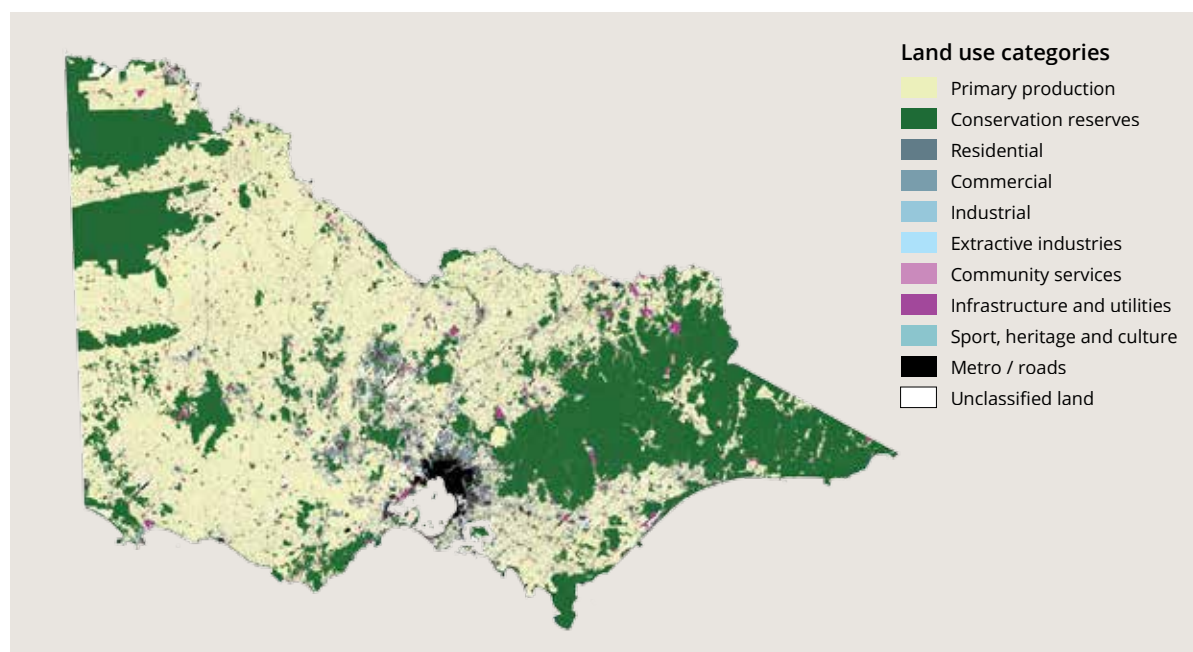 Land use categories
Primary production
Conservation reserves
Residential
Commercial
Industrial
Extractive industries
Community services
Infrastructure and utilities
Sport, heritage and culture
Metro / roads
Unclassified land